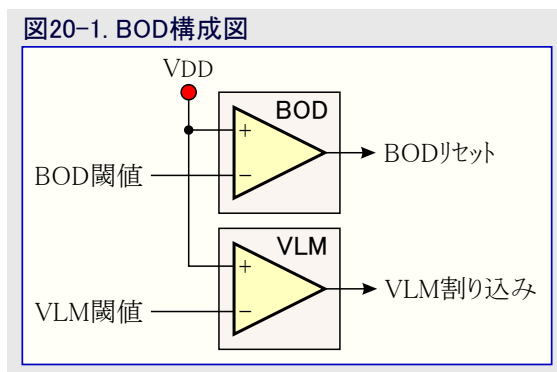 図20-1. BOD構成図
VDD
BOD
+
BOD閾値
−
BODリセット
VLM
+
VLM閾値
−
VLM割り込み